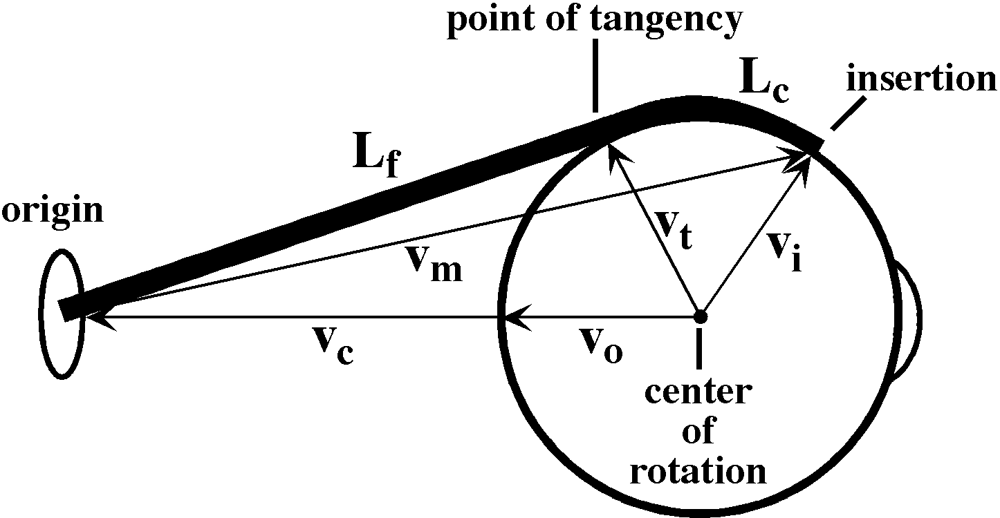 point of tangency
Lc
insertion
Lf
origin
vt
vi
vm
vc
vo
center
of
rotation